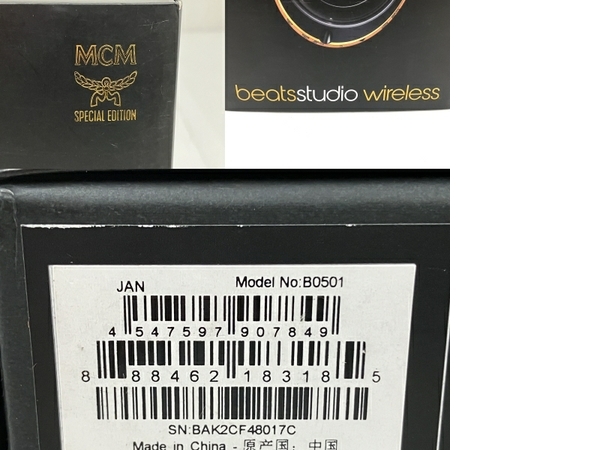 MCM
SPECIAL EDITION
beatsstudio wireless
JAN
Model No:B0501
4 547597 907849
8 88462 18318 5
SN:BAK2CF48017C
Made in China - 原产国：中国